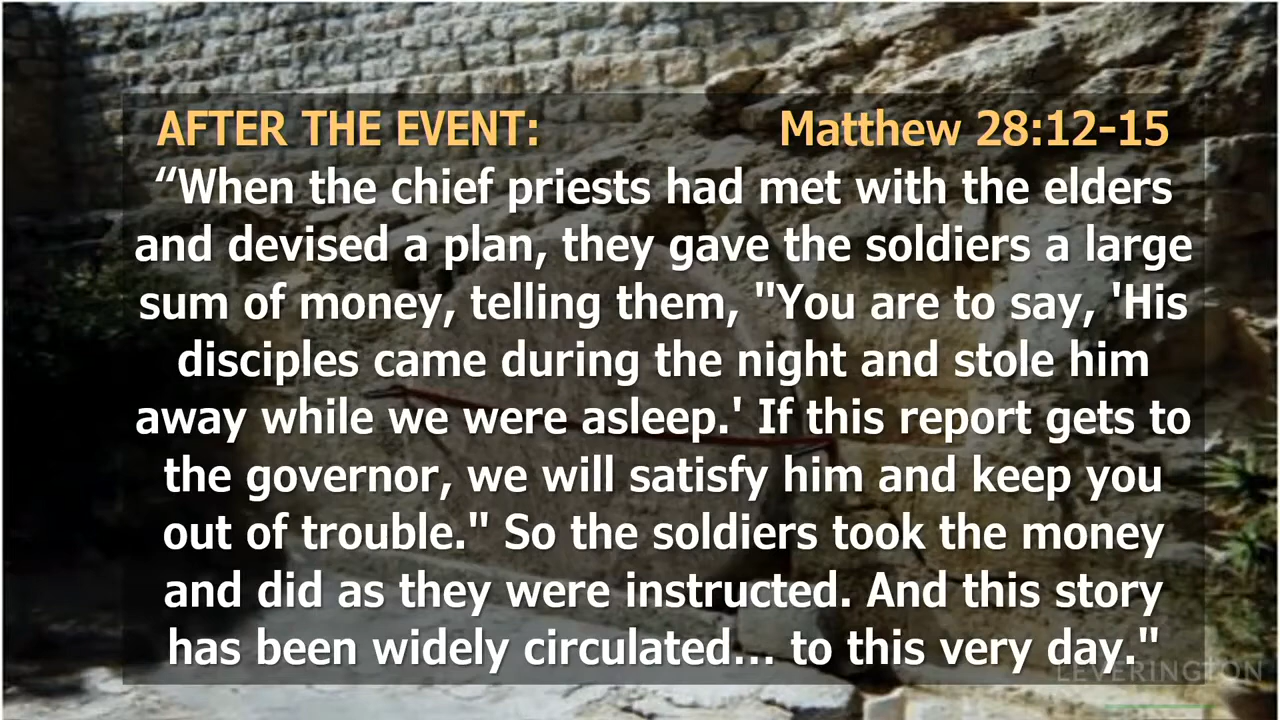 AFTER THE EVENT: Matthew 28:12-15
“When the chief priests had met with the elders
and devised a plan, they gave the soldiers a large
sum of money, telling them, "You are to say, 'His
disciples came during the night and stole him
away while we were asleep.' If this report gets to
the governor, we will satisfy him and keep you
out of trouble." So the soldiers took the money
and did as they were instructed. And this story
has been widely circulated... to this very day."
LEVERINGTON